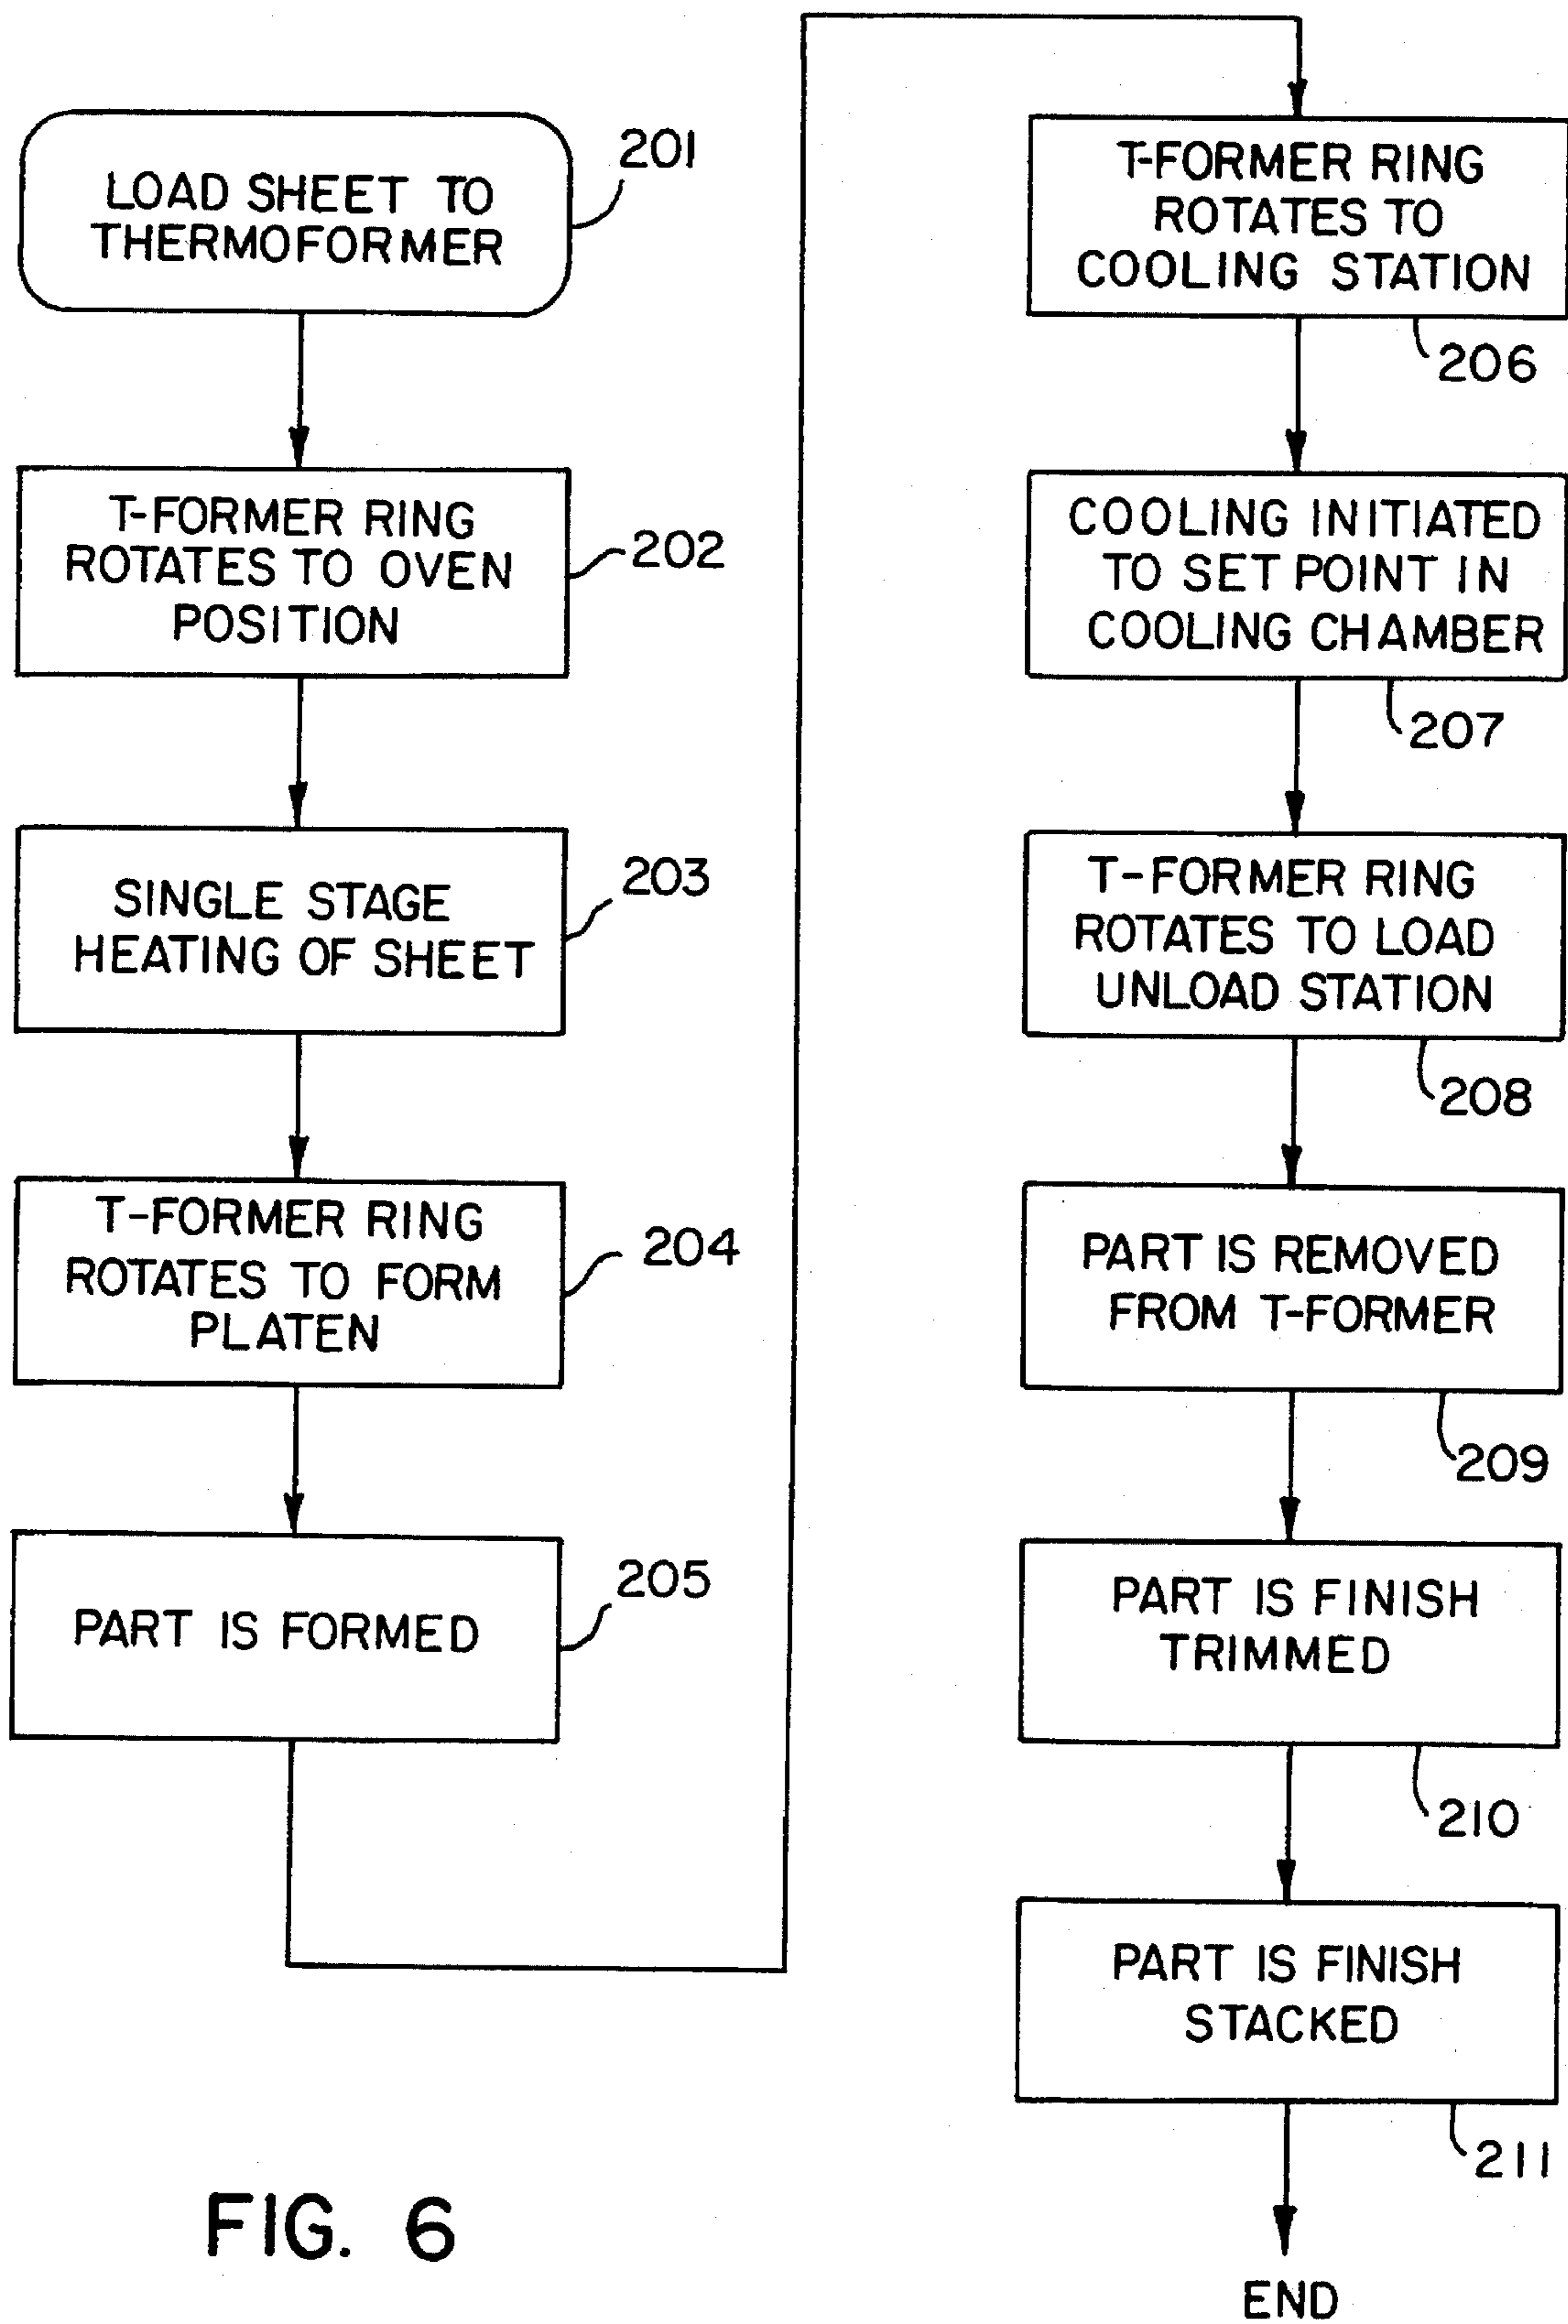 LOAD SHEET TO
THERMOFORMER
201
T-FORMER RING
ROTATES TO OVEN
POSITION
202
SINGLE STAGE
HEATING OF SHEET
203
T-FORMER RING
ROTATES TO FORM
PLATEN
204
PART IS FORMED
205
T-FORMER RING
ROTATES TO
COOLING STATION
206
COOLING INITIATED
TO SET POINT IN
COOLING CHAMBER
207
T-FORMER RING
ROTATES TO LOAD
UNLOAD STATION
208
PART IS REMOVED
FROM T-FORMER
209
PART IS FINISH
TRIMMED
210
PART IS FINISH
STACKED
211
END
FIG. 6